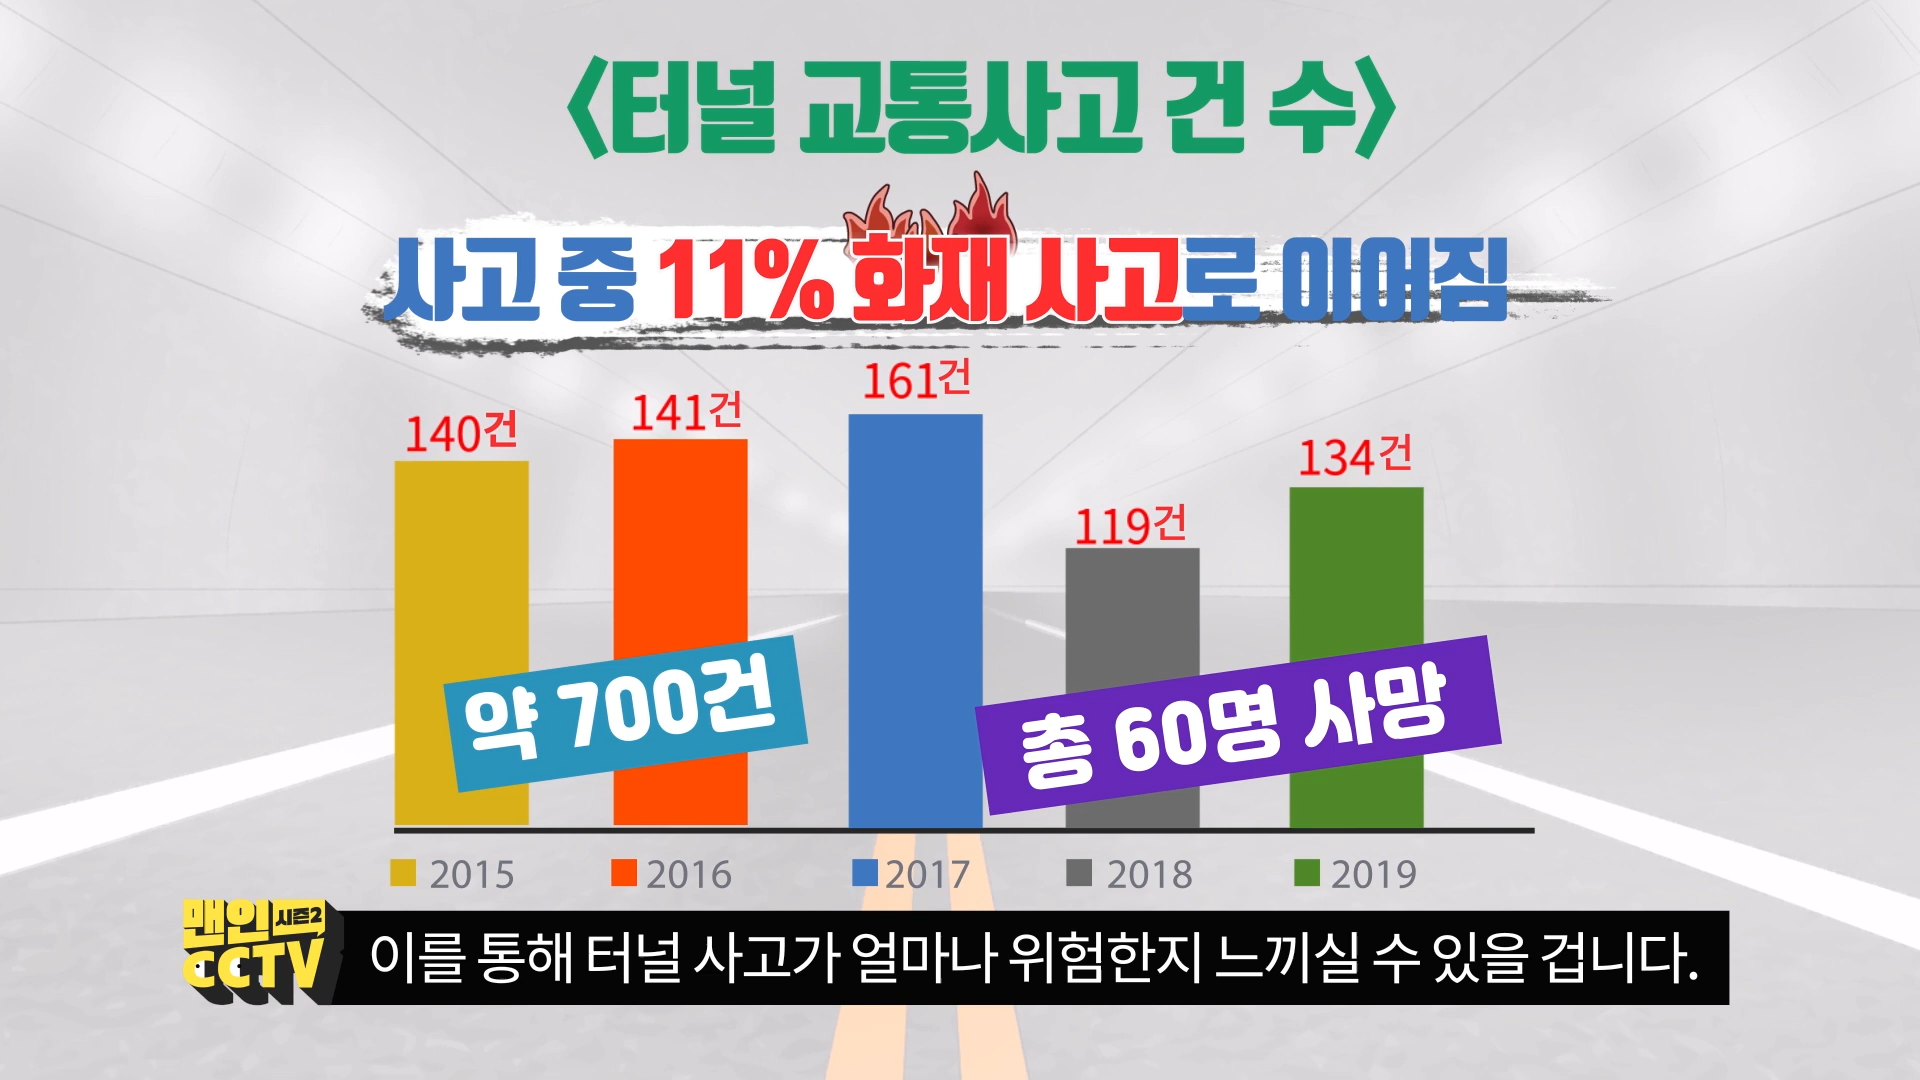 <터널 교통사고 건 수>
사고 중 11% 화재 사고로 이어짐
140건
141건
161건
119건
134건
약 700건
총 60명 사망
2015
2016
2017
2018
2019
맨인 시즌2
CCTV
이를 통해 터널 사고가 얼마나 위험한지 느끼실 수 있을 겁니다.